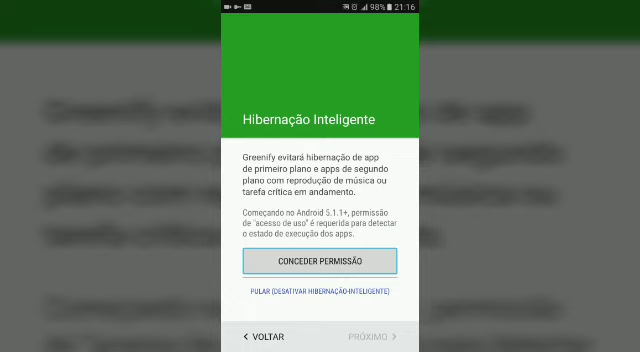 98% 21:16
Hibernação Inteligente
Greenify evitará hibernação de app
de primeiro plano e apps de segundo
plano com reprodução de música ou
tarefa crítica em andamento.
Começando no Android 5.1.1+, permissão
de "acesso de uso" é requerida para detectar
o estado de execução dos apps.
CONCEDER PERMISSÃO
PULAR (DESATIVAR HIBERNAÇÃO-INTELIGENTE)
VOLTAR
PRÓXIMO